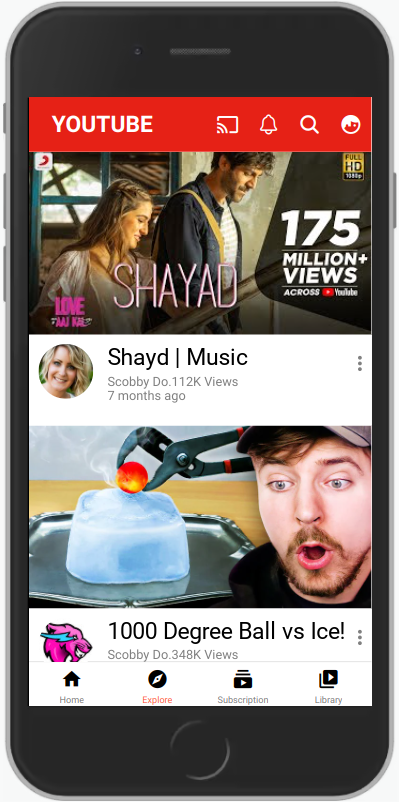 YOUTUBE
FULL
HD
1080p
175
MILLION+
VIEWS
ACROSS YouTube
SHAYAD
LOVE
AAJ KAL
Shayd | Music
Scobby Do.112K Views
7 months ago
1000 Degree Ball vs Ice!
Scobby Do.348K Views
Home
Explore
Subscription
Library